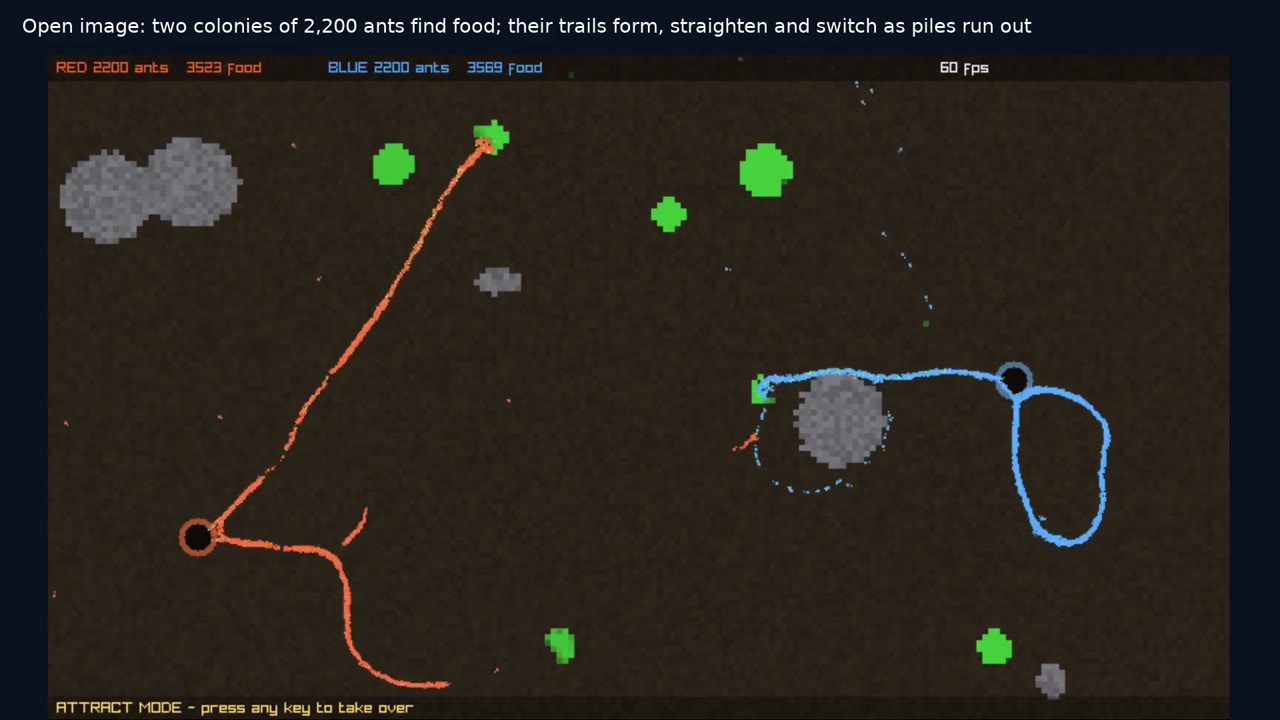 Open image: two colonies of 2,200 ants find food; their trails form, straighten and switch as piles run out
RED 2200 ants 3523 food BLUE 2200 ants 3569 food 60 fps
ATTRACT MODE - press any key to take over